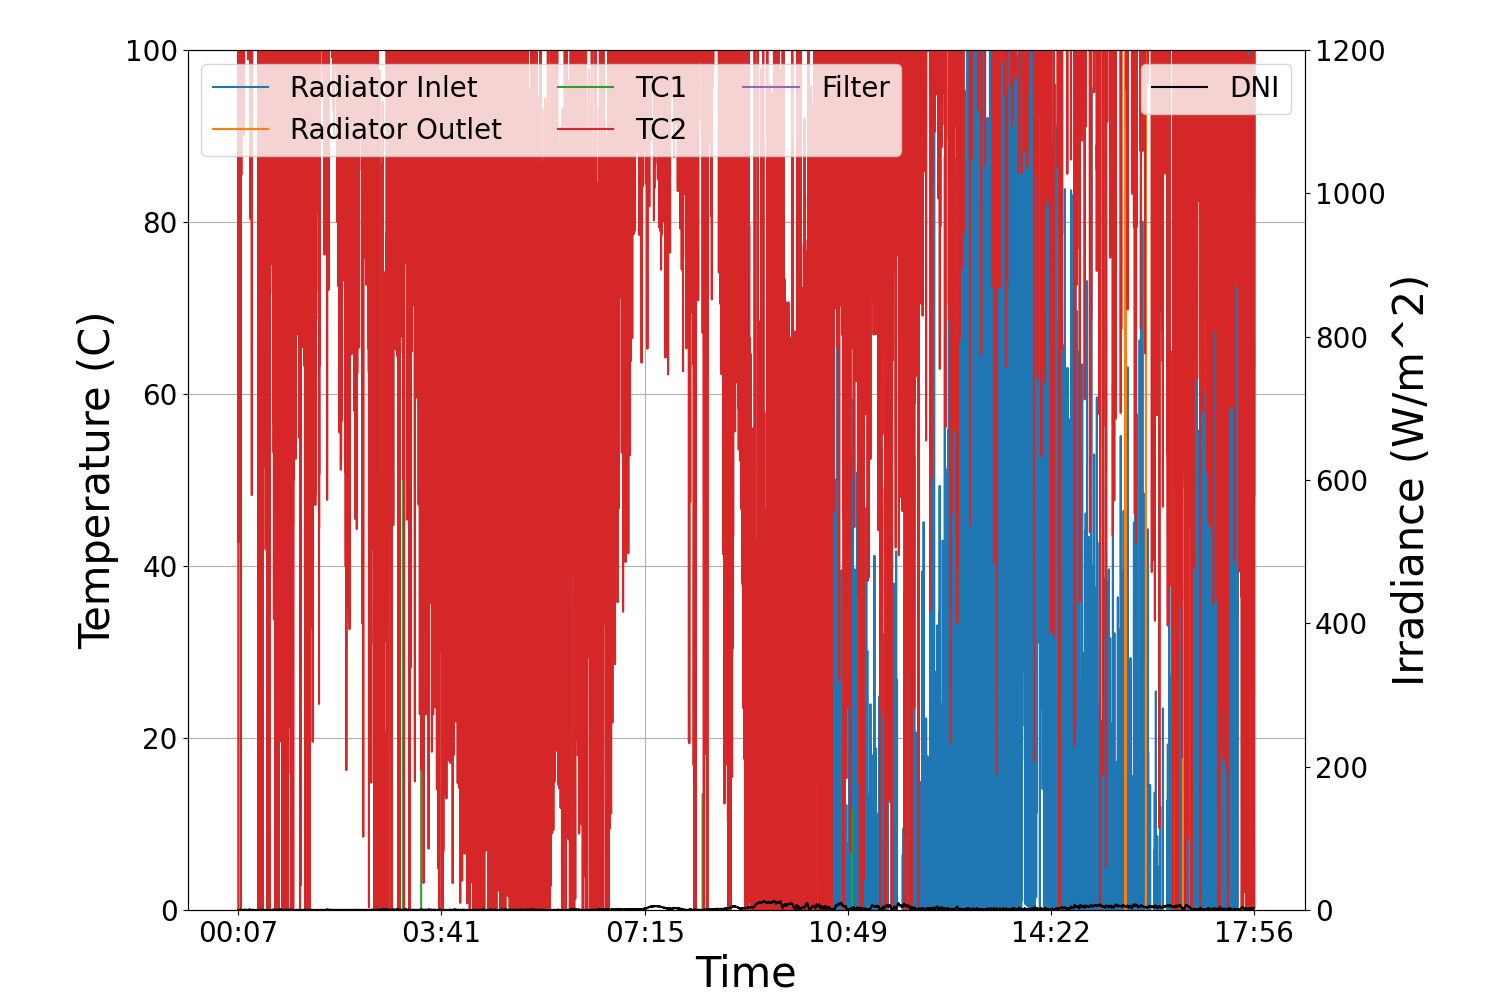 100
80
60
40
20
0
Temperature (C)
Radiator Inlet
Radiator Outlet
TC1
TC2
Filter
DNI
1200
1000
800
600
400
200
0
Irradiance (W/m^2)
00:07
03:41
07:15
10:49
14:22
17:56
Time